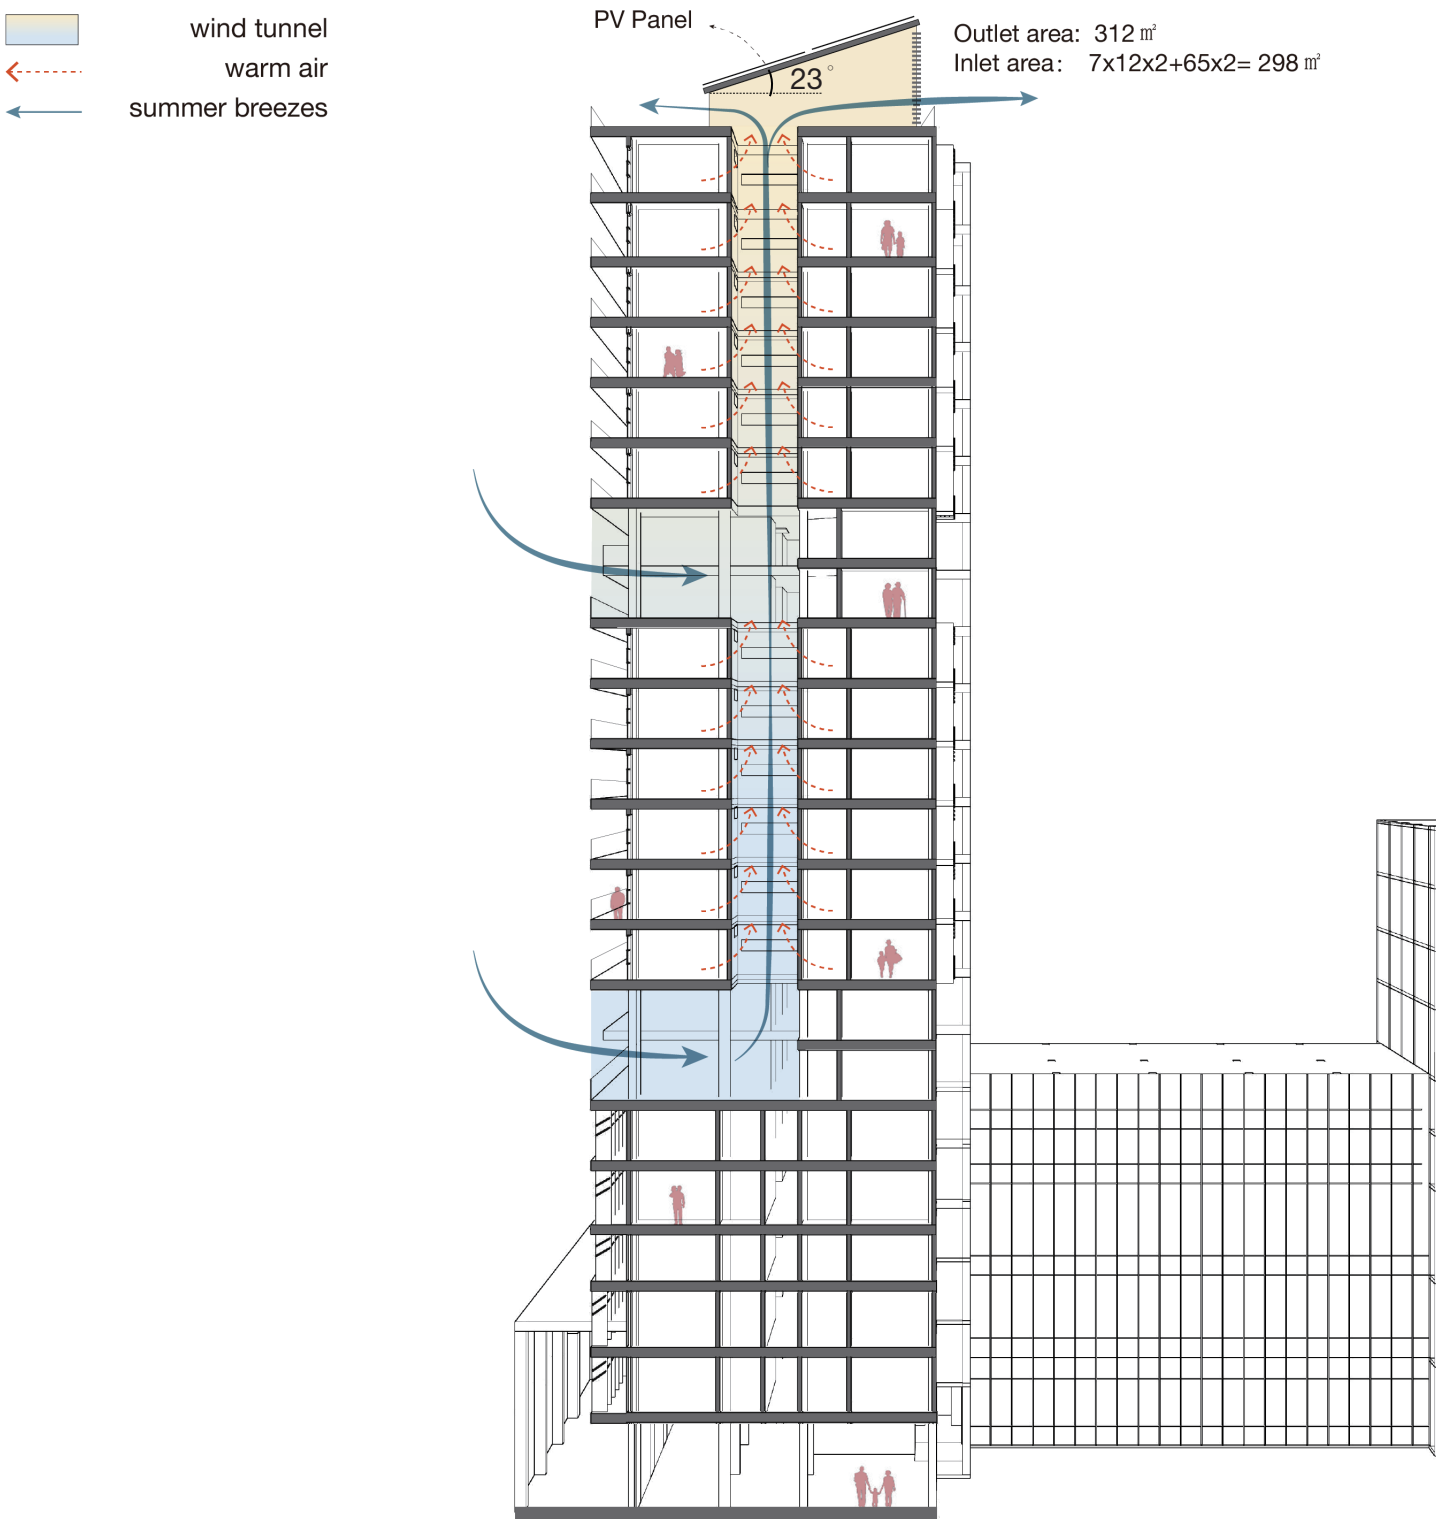 wind tunnel
warm air
summer breezes
PV Panel
23°
Outlet area: 312 ㎡
Inlet area: 7x12x2+65x2= 298 ㎡